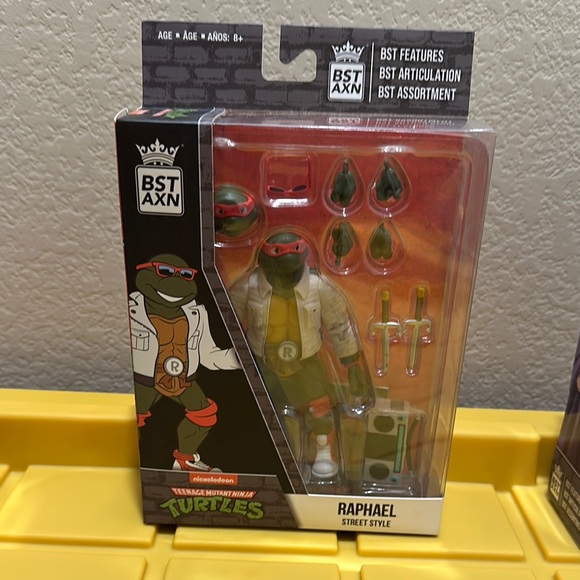 AGE ▪ ÂGE ▪ AÑOS: 8+
BST
AXN
BST FEATURES
BST ARTICULATION
BST ASSORTMENT
BST
AXN
R
R
nickelodeon
TEENAGE MUTANT NINJA
TURTLES
RAPHAEL
STREET STYLE